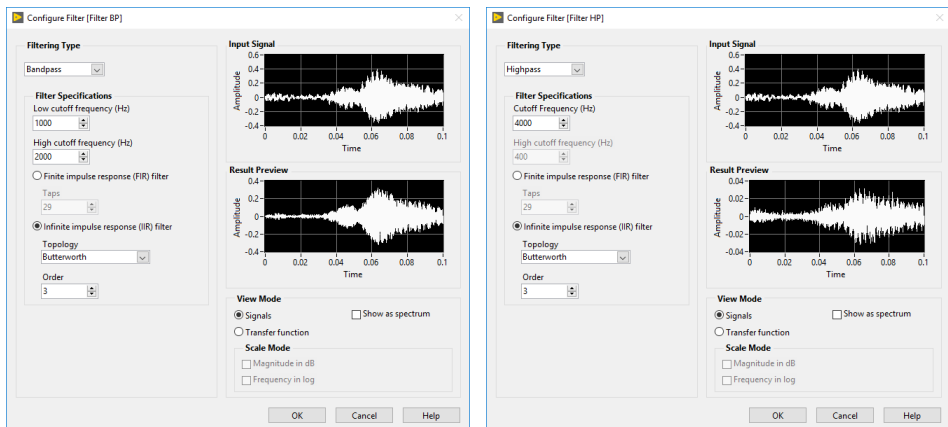 Configure Filter [Filter BP]
Filtering Type
Bandpass
Filter Specifications
Low cutoff frequency (Hz)
1000
High cutoff frequency (Hz)
2000
Finite impulse response (FIR) filter
Taps
29
Infinite impulse response (IIR) filter
Topology
Butterworth
Order
3
Input Signal
0.6
0.4
0.2
0
-0.2
-0.4
Amplitude
0 0.02 0.04 0.06 0.08 0.1
Time
Result Preview
0.4
0.2
0
-0.2
-0.4
Amplitude
0 0.02 0.04 0.06 0.08 0.1
Time
View Mode
Signals Show as spectrum
Transfer function
Scale Mode
Magnitude in dB
Frequency in log
OK Cancel Help
Configure Filter [Filter HP]
Filtering Type
Highpass
Filter Specifications
Cutoff Frequency (Hz)
4000
High cutoff frequency (Hz)
400
Finite impulse response (FIR) filter
Taps
29
Infinite impulse response (IIR) filter
Topology
Butterworth
Order
3
Input Signal
0.6
0.4
0.2
0
-0.2
-0.4
Amplitude
0 0.02 0.04 0.06 0.08 0.1
Time
Result Preview
0.04
0.02
0
-0.02
-0.04
Amplitude
0 0.02 0.04 0.06 0.08 0.1
Time
View Mode
Signals Show as spectrum
Transfer function
Scale Mode
Magnitude in dB
Frequency in log
OK Cancel Help